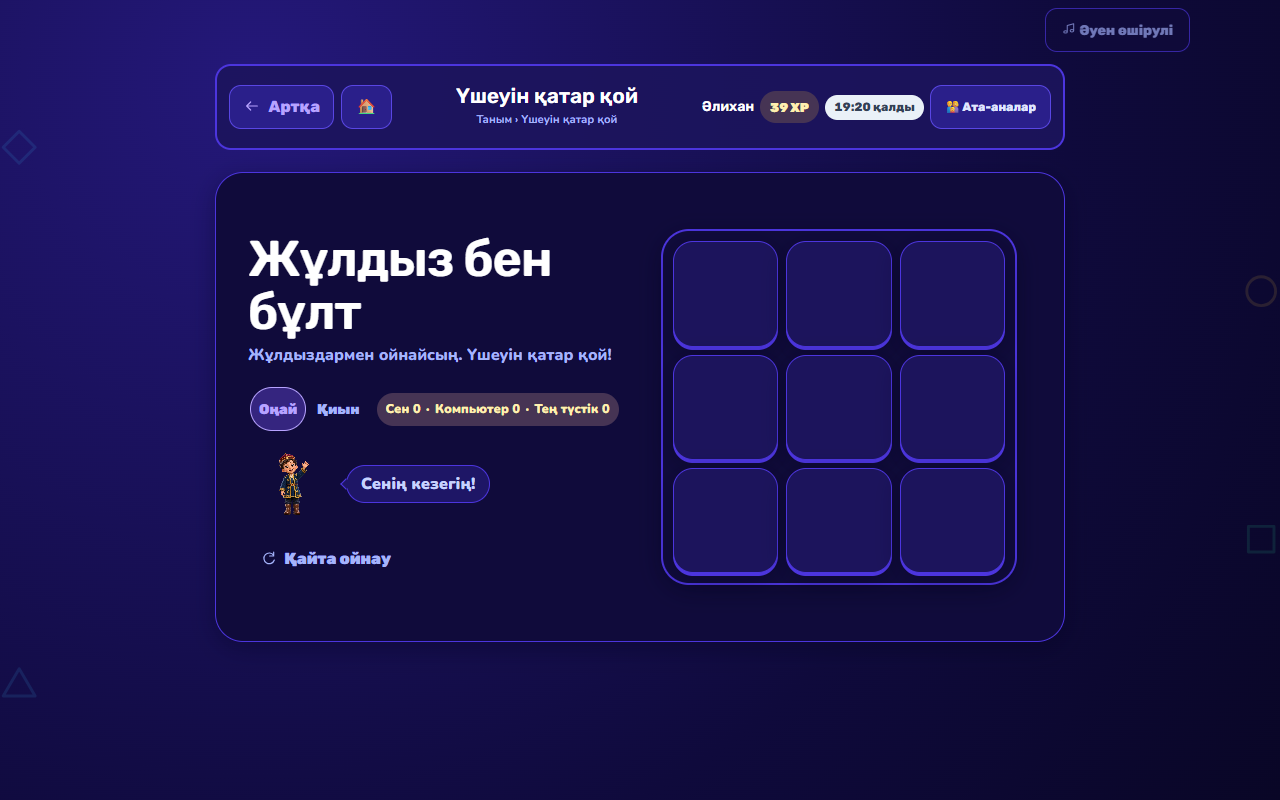 Әуен өшірулі
Артқа
Үшеуін қатар қой
Таным › Үшеуін қатар қой
Әлихан
39 XP
19:20 қалды
Ата-аналар
Жұлдыз бен
бұлт
Жұлдыздармен ойнайсың. Үшеуін қатар қой!
Оңай
Қиын
Сен 0 · Компьютер 0 · Тең түстік 0
Сенің кезегің!
Қайта ойнау